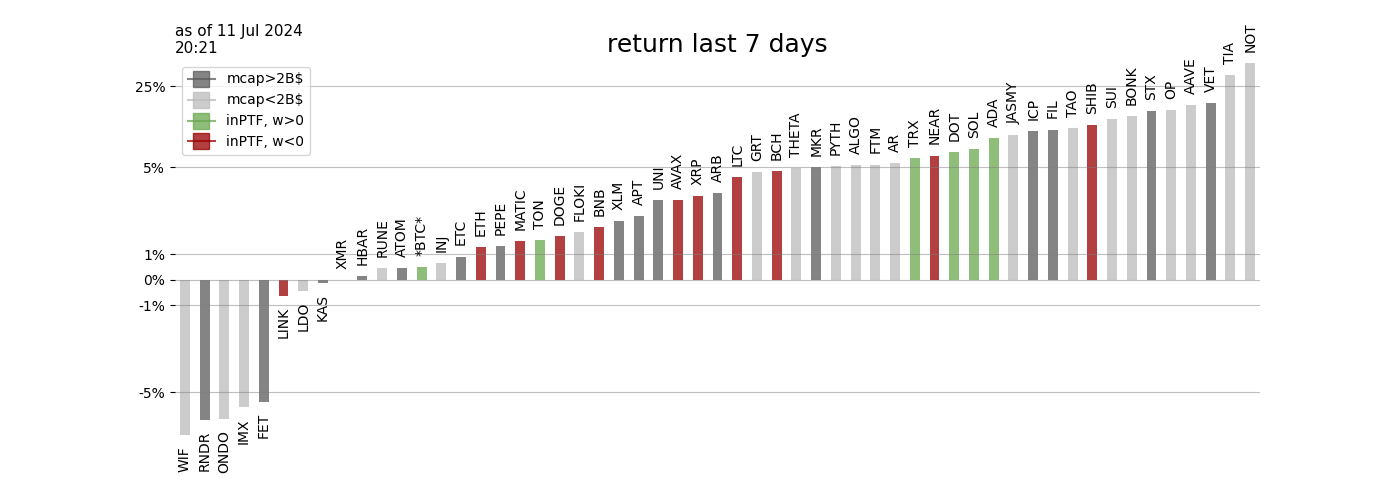 as of 11 Jul 2024
20:21
return last 7 days
mcap>2B$
mcap<2B$
inPTF, w>0
inPTF, w<0
25%
5%
1%
0%
-1%
-5%
WIF
RNDR
ONDO
IMX
FET
LINK
LDO
KAS
XMR
HBAR
RUNE
ATOM
*BTC*
INJ
ETC
ETH
PEPE
MATIC
TON
DOGE
FLOKI
BNB
XLM
APT
UNI
AVAX
XRP
ARB
LTC
GRT
BCH
THETA
MKR
PYTH
ALGO
FTM
AR
TRX
NEAR
DOT
SOL
ADA
JASMY
ICP
FIL
TAO
SHIB
SUI
BONK
STX
OP
AAVE
VET
TIA
NOT